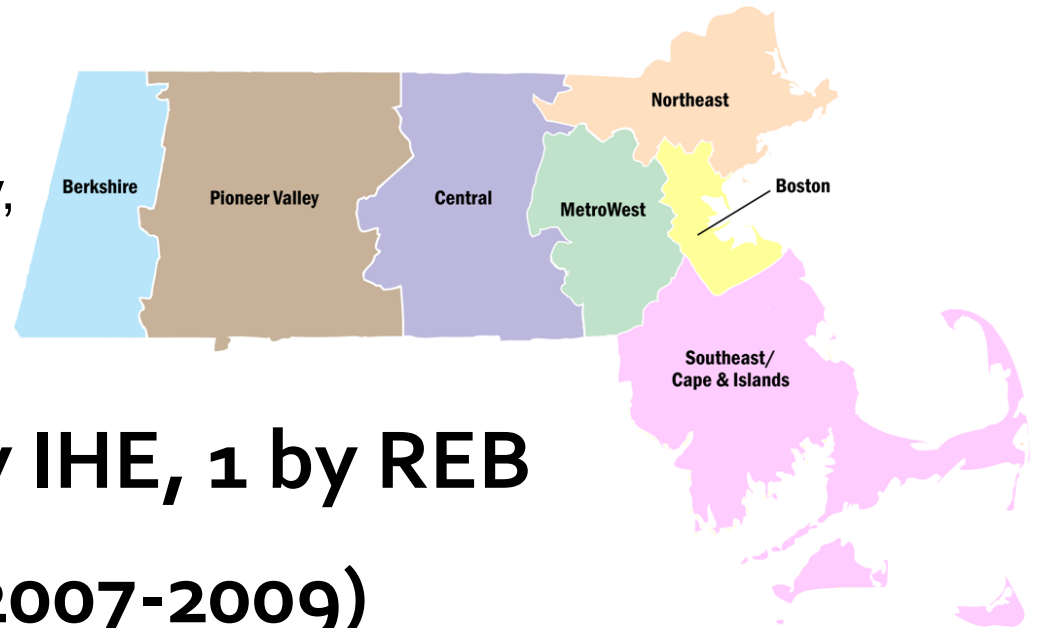 Northeast
Berkshire
Boston
Pioneer Valley
Central
MetroWest
Southeast/
Cape & Islands
IHE, 1 by REB
2007-2009)